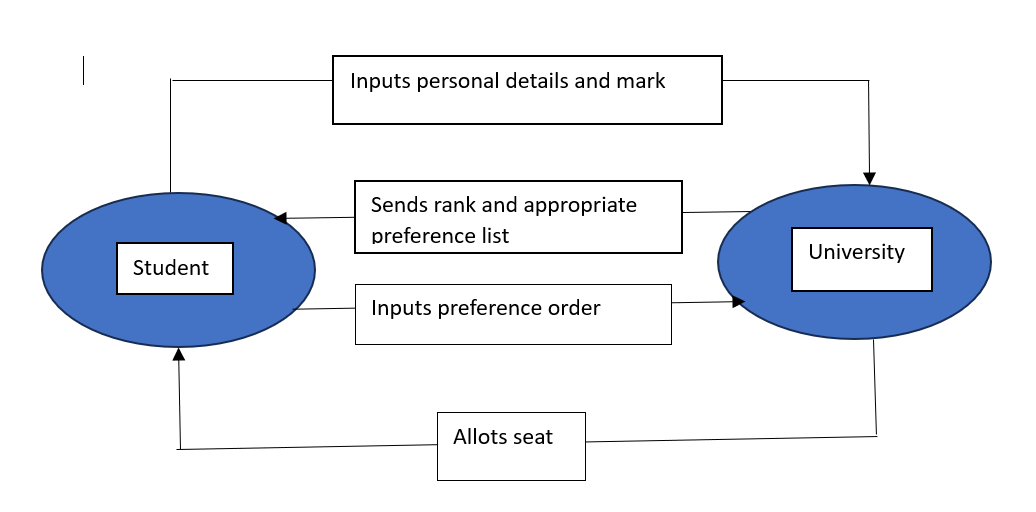 Inputs personal details and mark
Sends rank and appropriate
preference list
Student
University
Inputs preference order
Allots seat